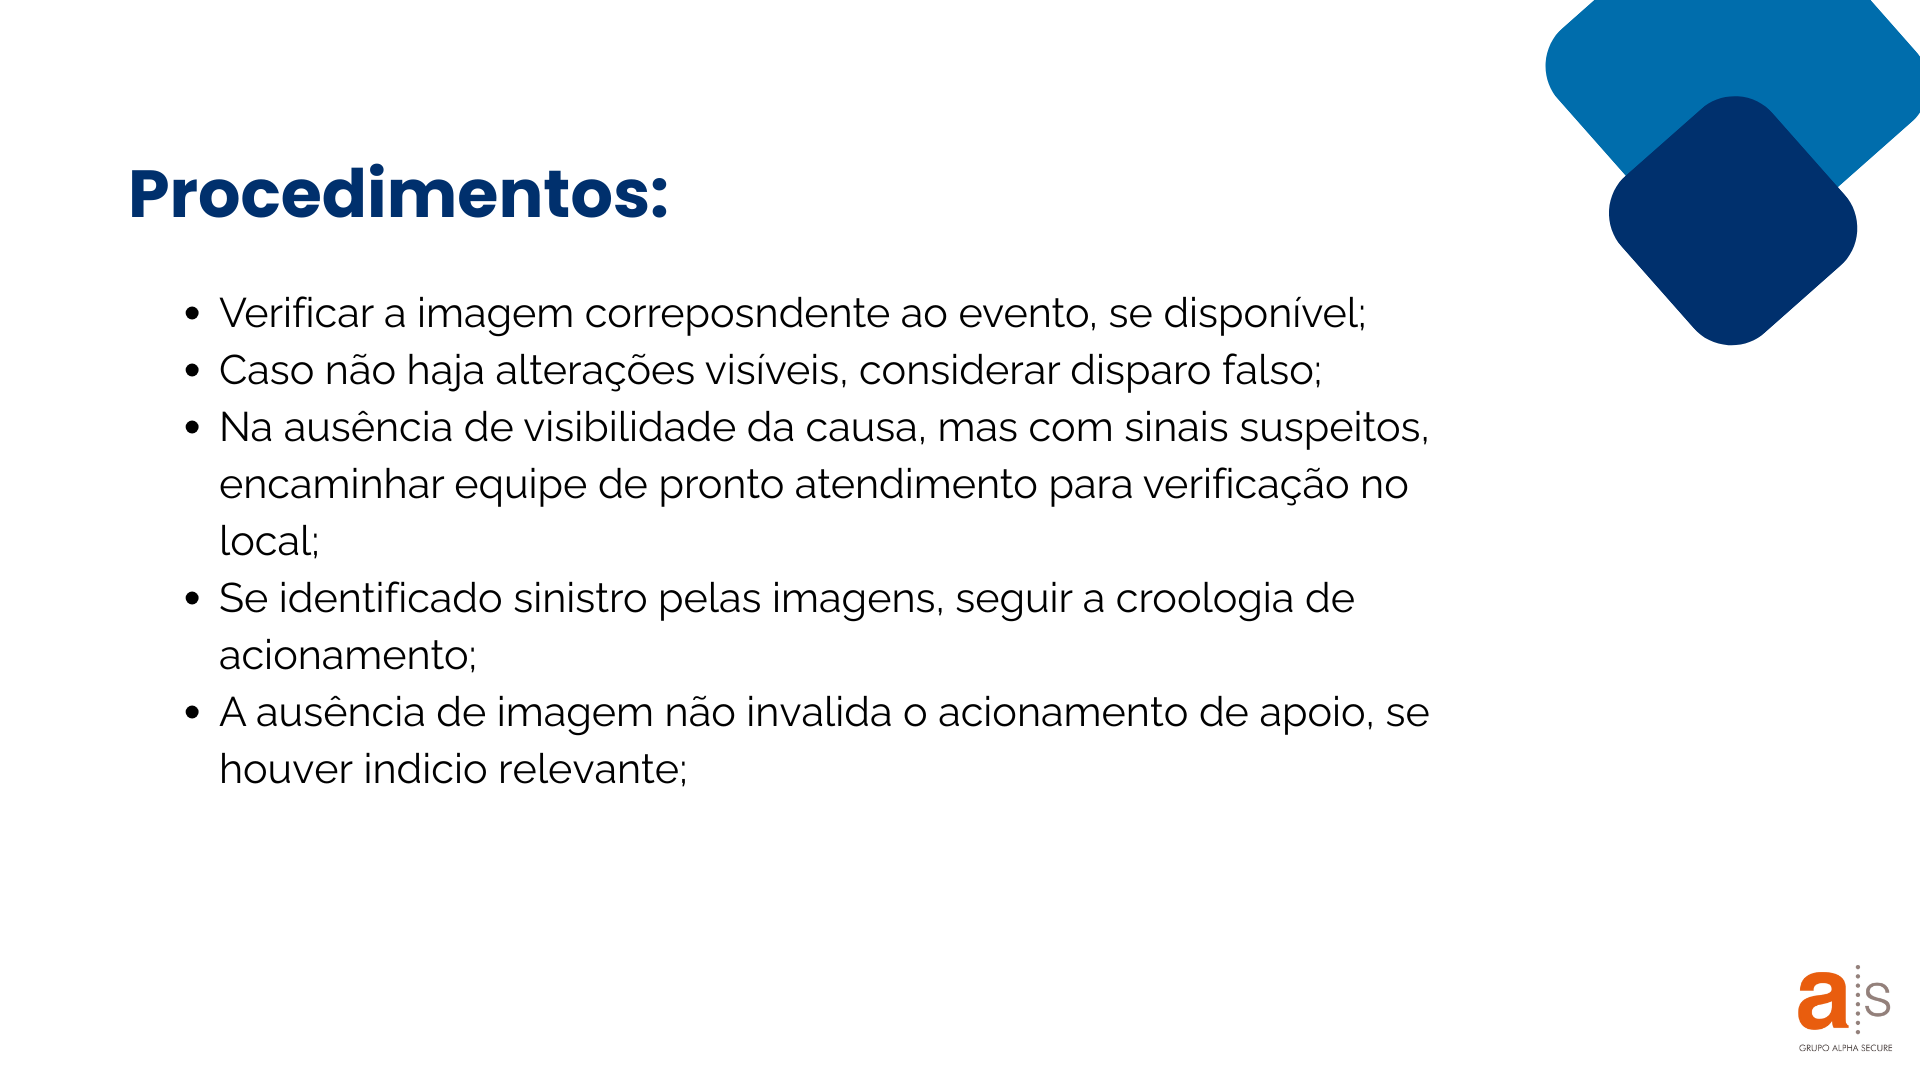 Procedimentos:
• Verificar a imagem correposndente ao evento, se disponível;
• Caso não haja alterações visíveis, considerar disparo falso;
• Na ausência de visibilidade da causa, mas com sinais suspeitos,
encaminhar equipe de pronto atendimento para verificação no
local;
• Se identificado sinistro pelas imagens, seguir a croologia de
acionamento;
• A ausência de imagem não invalida o acionamento de apoio, se
houver indicio relevante;
a s
GRUPO ALPHA SECURE